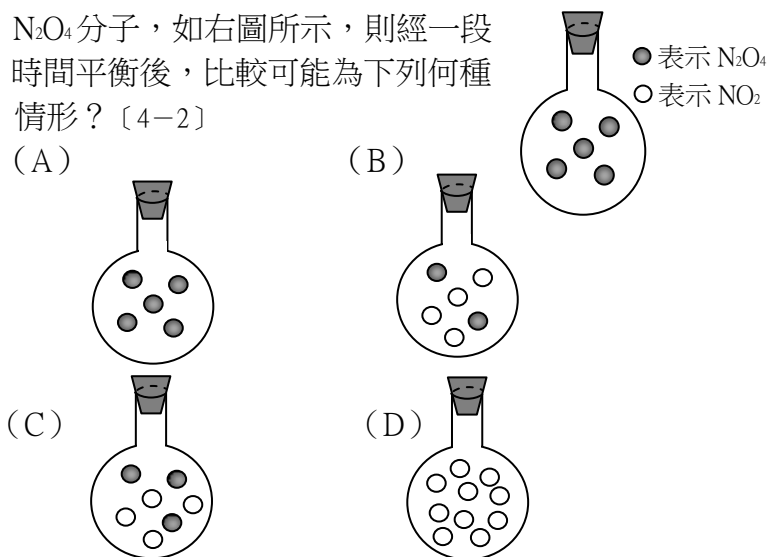 N₂O₄分子，如右圖所示，則經一段
時間平衡後，比較可能為下列何種
情形？〔4－2〕
表示 N₂O₄
表示 NO₂
（A）
（B）
（C）
（D）